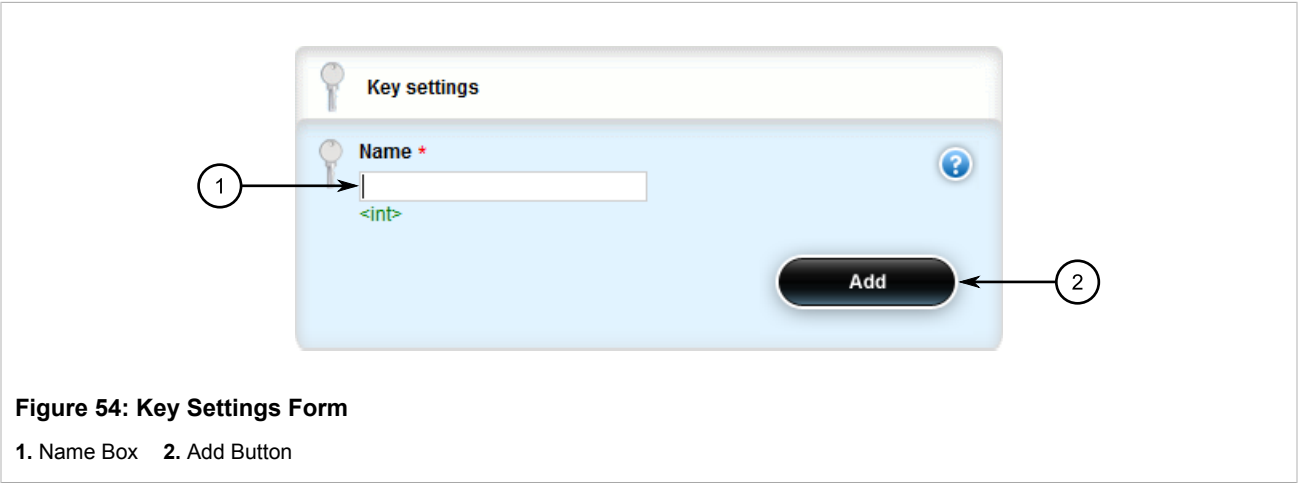 Key settings
Name *
?
1
<int>
Add
2
Figure 54: Key Settings Form
1. Name Box 2. Add Button